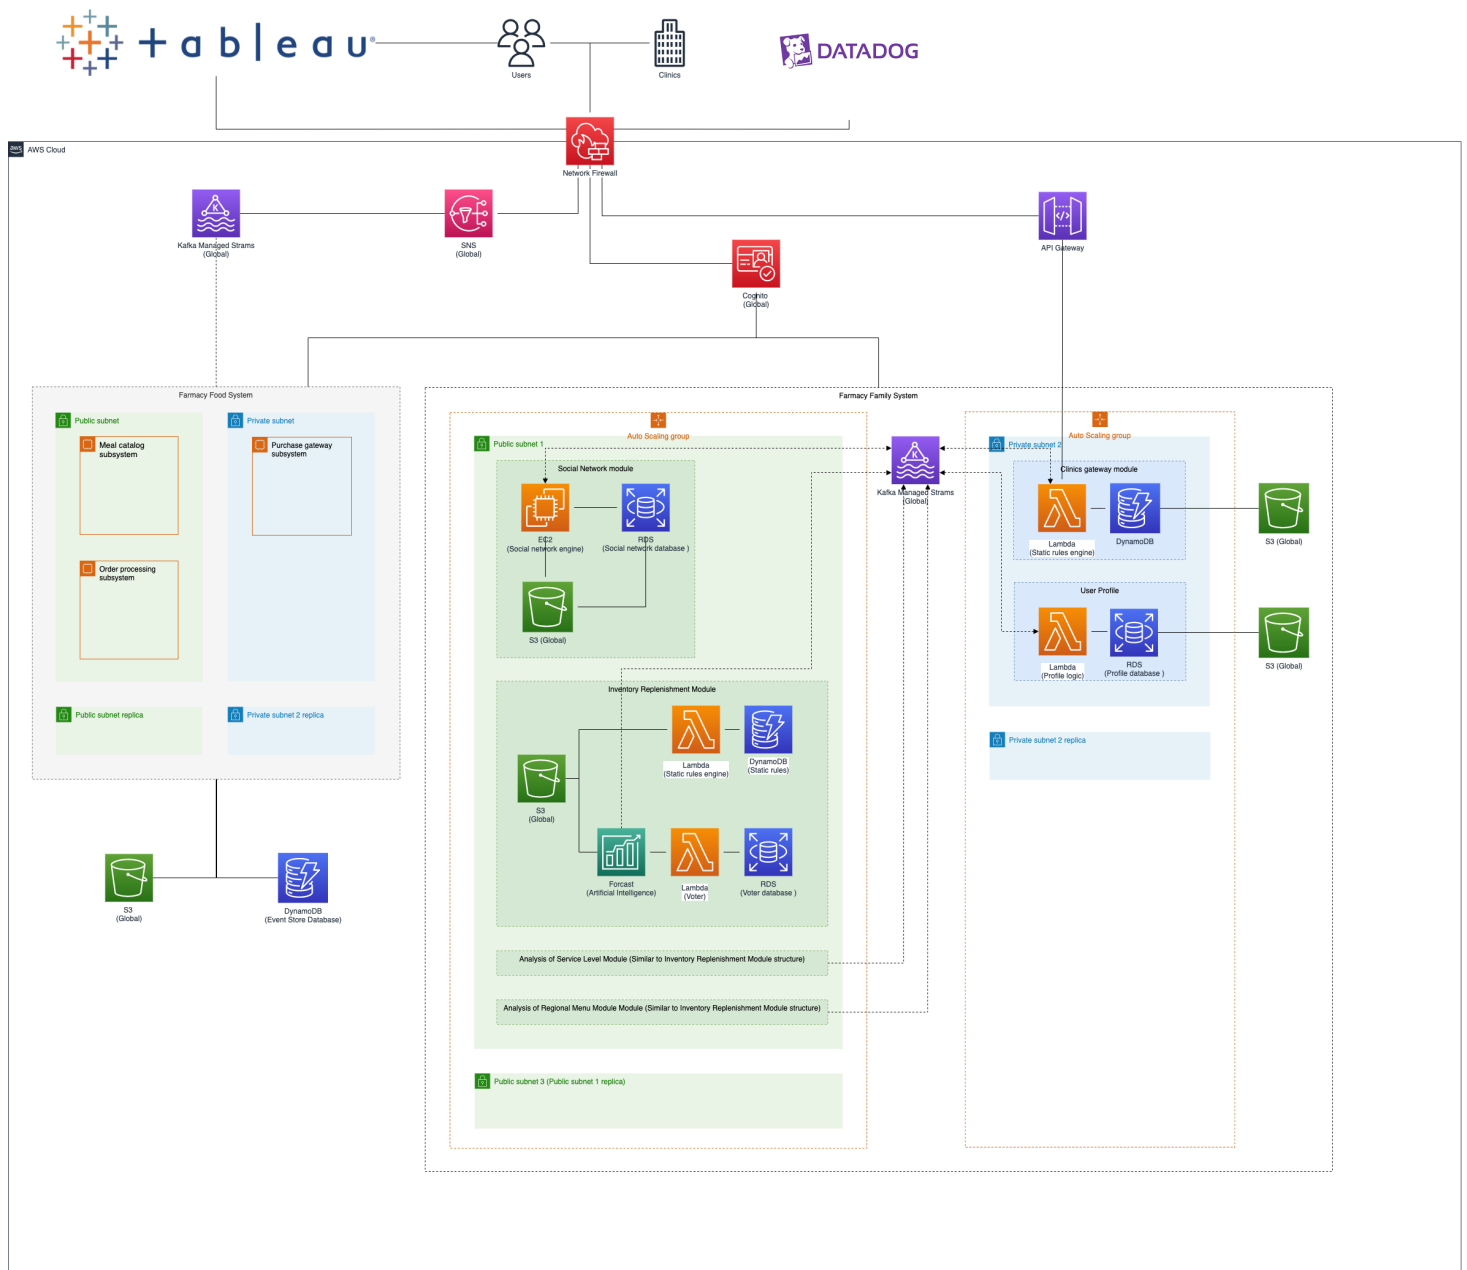 +ableau®
Users
Clinics
DATADOG
aws
AWS Cloud
Network Firewall
K
Kafka Managed Strams
(Global)
SNS
(Global)
API Gateway
Cognito
(Global)
Farmacy Food System
Public subnet
Meal catalog
subsystem
Order processing
subsystem
Private subnet
Purchase gateway
subsystem
Public subnet replica
Private subnet 2 replica
S3
(Global)
DynamoDB
(Event Store Database)
Farmacy Family System
Auto Scaling group
Public subnet 1
Social Network module
EC2
(Social network engine)
RDS
(Social network database )
S3 (Global)
Inventory Replenishment Module
Lambda
(Static rules engine)
DynamoDB
(Static rules)
S3
(Global)
Forcast
(Artificial Intelligence)
Lambda
(Voter)
RDS
(Voter database )
Analysis of Service Level Module (Similar to Inventory Replenishment Module structure)
Analysis of Regional Menu Module Module (Similar to Inventory Replenishment Module structure)
Public subnet 3 (Public subnet 1 replica)
K
Kafka Managed Strams
(Global)
Auto Scaling group
Private subnet 2
Clinics gateway module
Lambda
(Static rules engine)
DynamoDB
S3 (Global)
User Profile
Lambda
(Profile logic)
RDS
(Profile database )
S3 (Global)
Private subnet 2 replica